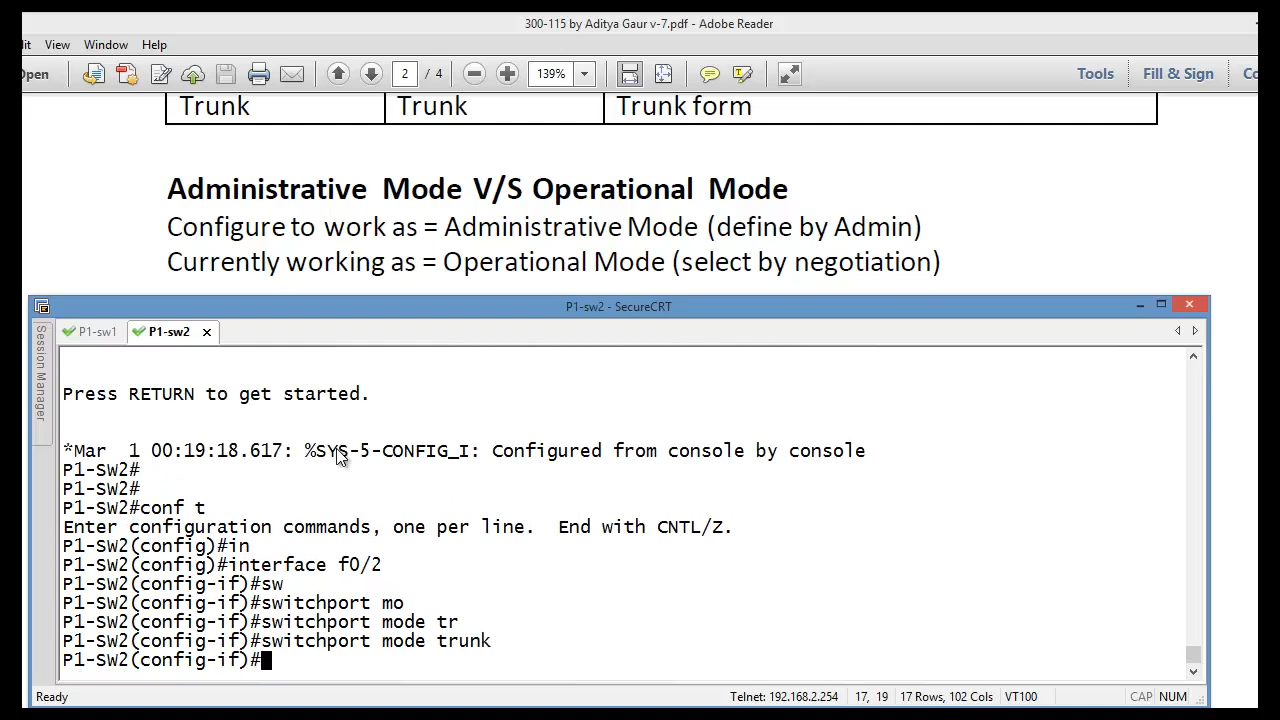 300-115 by Aditya Gaur v-7.pdf - Adobe Reader
it View Window Help
Open 2 / 4 139% Tools Fill & Sign Co
Trunk Trunk Trunk form
Administrative Mode V/S Operational Mode
Configure to work as = Administrative Mode (define by Admin)
Currently working as = Operational Mode (select by negotiation)
P1-sw2 - SecureCRT
P1-sw1 P1-sw2
Session Manager
Press RETURN to get started.
*Mar 1 00:19:18.617: %SYS-5-CONFIG_I: Configured from console by console
P1-SW2#
P1-SW2#
P1-SW2#conf t
Enter configuration commands, one per line. End with CNTL/Z.
P1-SW2(config)#in
P1-SW2(config)#interface f0/2
P1-SW2(config-if)#sw
P1-SW2(config-if)#switchport mo
P1-SW2(config-if)#switchport mode tr
P1-SW2(config-if)#switchport mode trunk
P1-SW2(config-if)#
Ready Telnet: 192.168.2.254 17, 19 17 Rows, 102 Cols VT100 CAP NUM